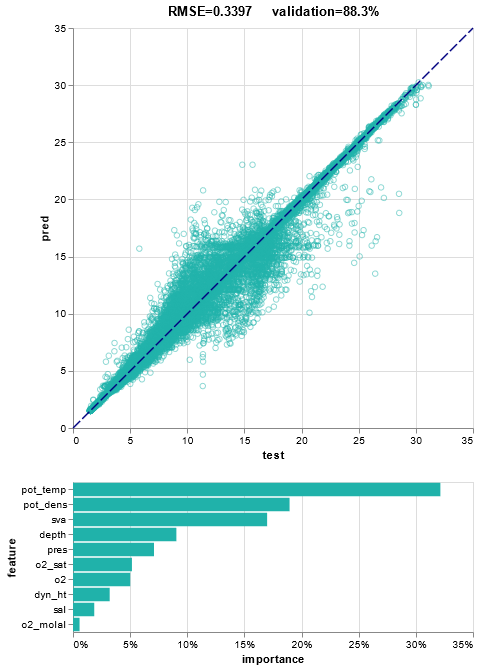 RMSE=0.3397 validation=88.3%
35
30
25
20
15
10
5
0
pred
0 5 10 15 20 25 30 35
test
pot_temp
pot_dens
sva
depth
pres
o2_sat
o2
dyn_ht
sal
o2_molal
feature
0% 5% 10% 15% 20% 25% 30% 35%
importance